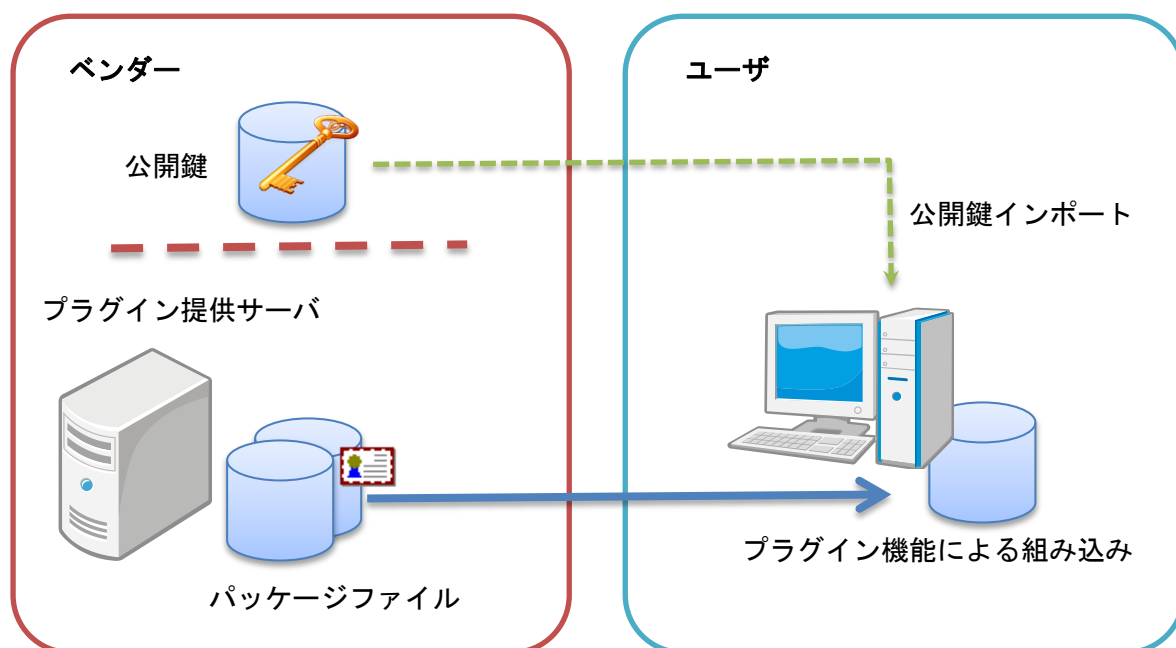 ベンダー
ユーザ
公開鍵
公開鍵インポート
プラグイン提供サーバ
プラグイン機能による組み込み
パッケージファイル